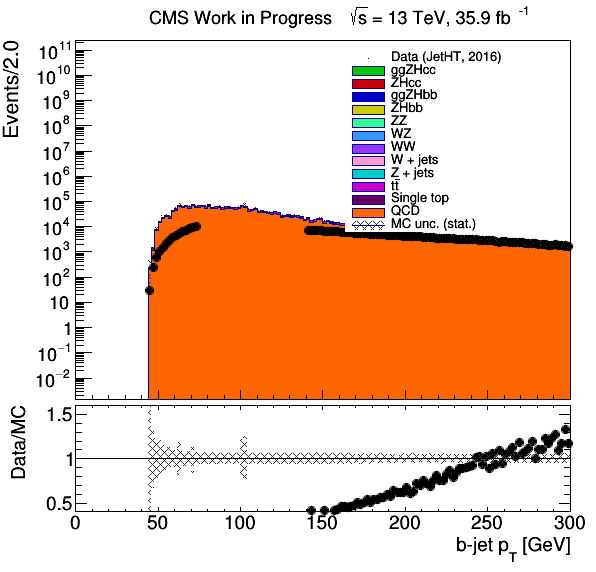 CMS Work in Progress √s = 13 TeV, 35.9 fb⁻¹
Events/2.0
10¹¹
10¹⁰
10⁹
10⁸
10⁷
10⁶
10⁵
10⁴
10³
10²
10
1
10⁻¹
10⁻²
Data (JetHT, 2016)
ggZHcc
ZHcc
ggZHbb
ZHbb
ZZ
WZ
WW
W + jets
Z + jets
tt̄
Single top
QCD
MC unc. (stat.)
Data/MC
1.5
1
0.5
0 50 100 150 200 250 300
b-jet p_T [GeV]